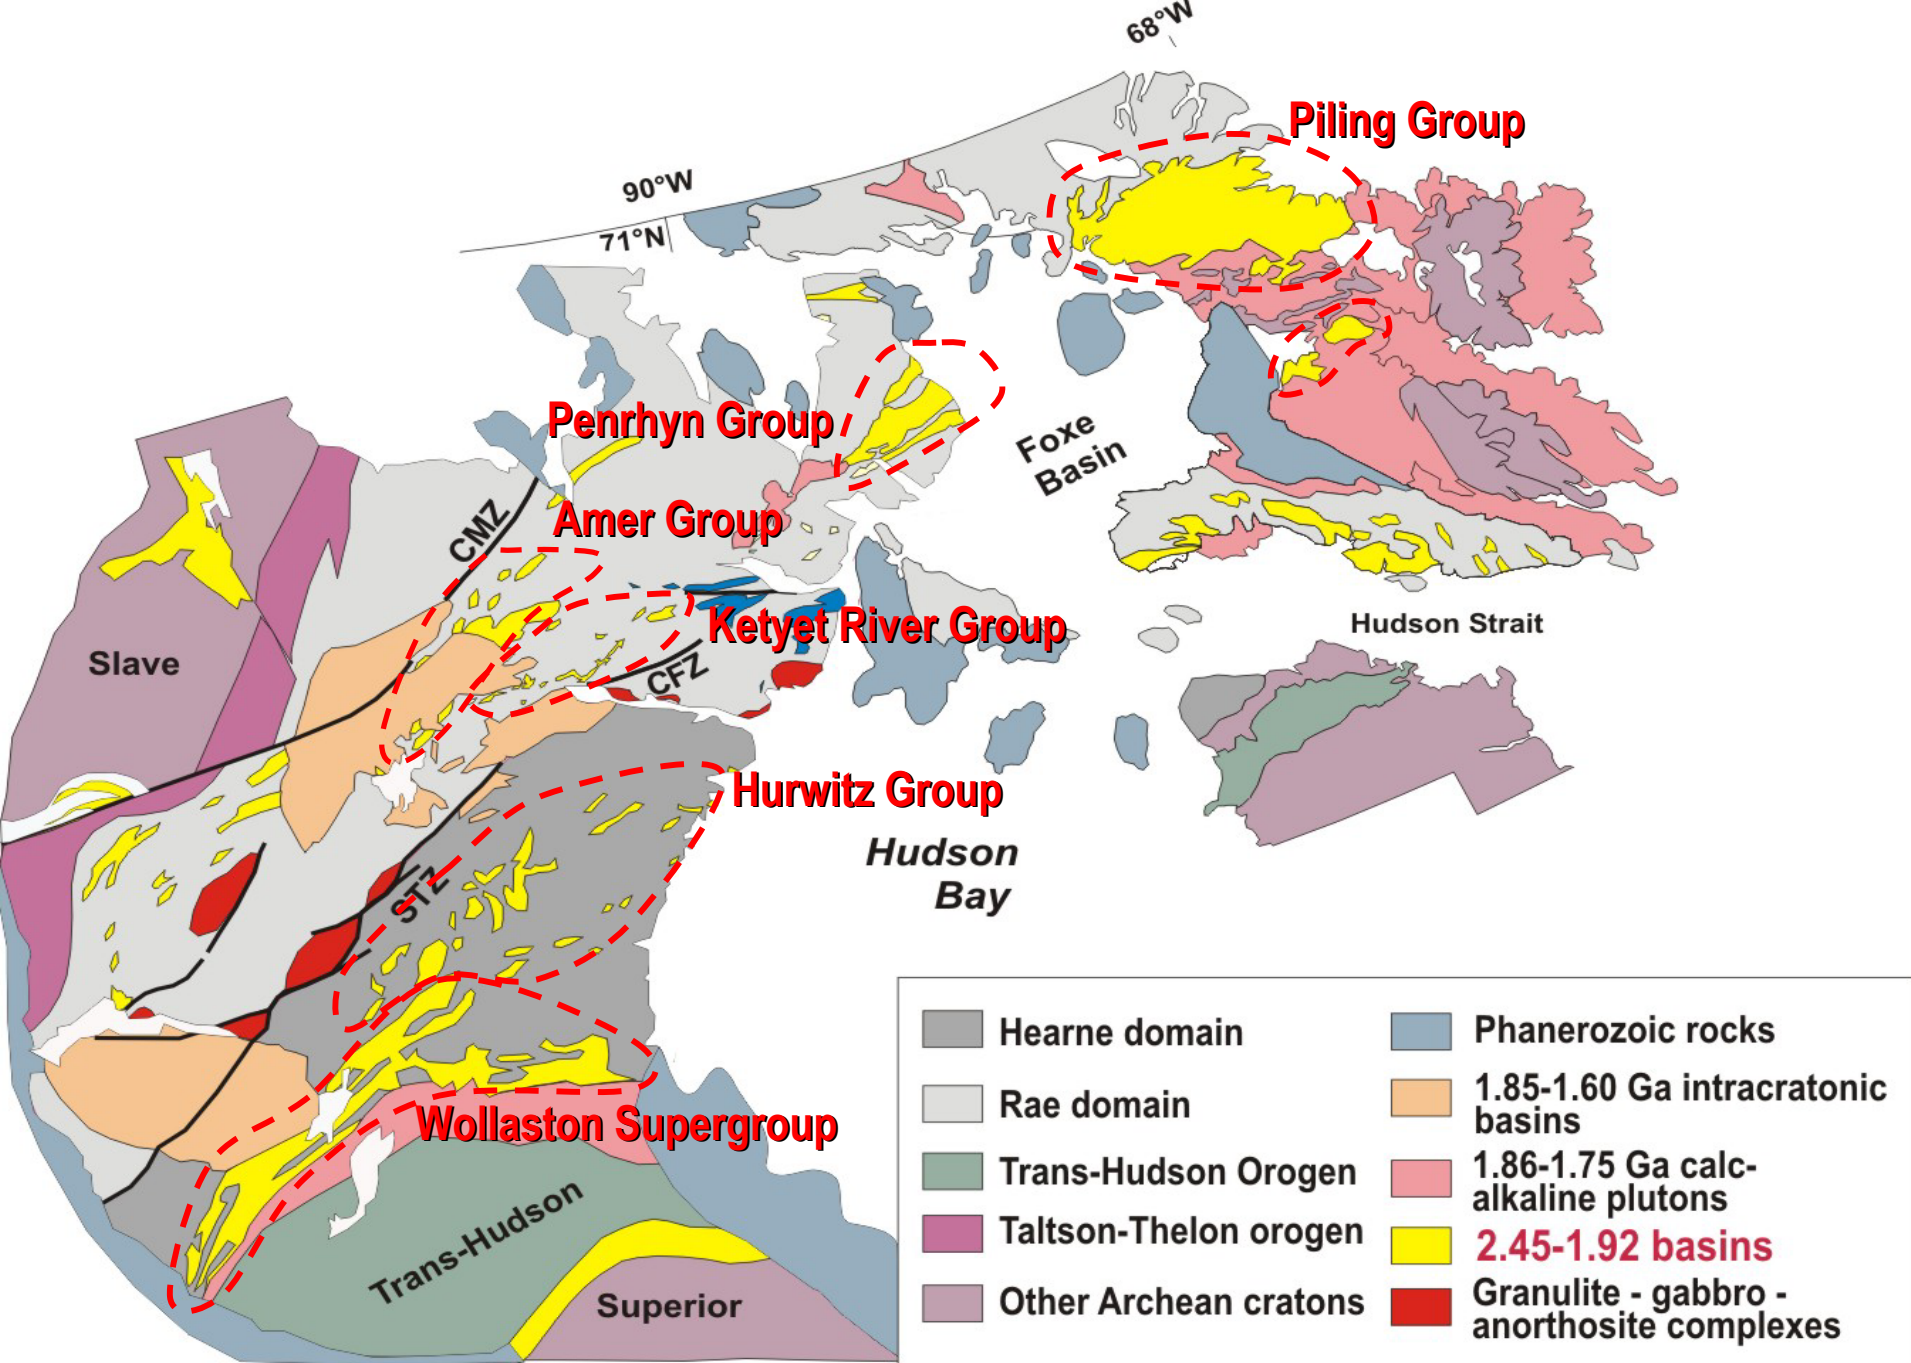 68°W
Piling Group
90°W
71°N
Penrhyn Group
Foxe
Basin
Amer Group
CMZ
Ketyet River Group
Hudson Strait
Slave
CFZ
Hurwitz Group
Hudson
Bay
STZ
Wollaston Supergroup
Trans-Hudson
Superior
Hearne domain
Rae domain
Trans-Hudson Orogen
Taltson-Thelon orogen
Other Archean cratons
Phanerozoic rocks
1.85-1.60 Ga intracratonic
basins
1.86-1.75 Ga calc-
alkaline plutons
2.45-1.92 basins
Granulite - gabbro -
anorthosite complexes